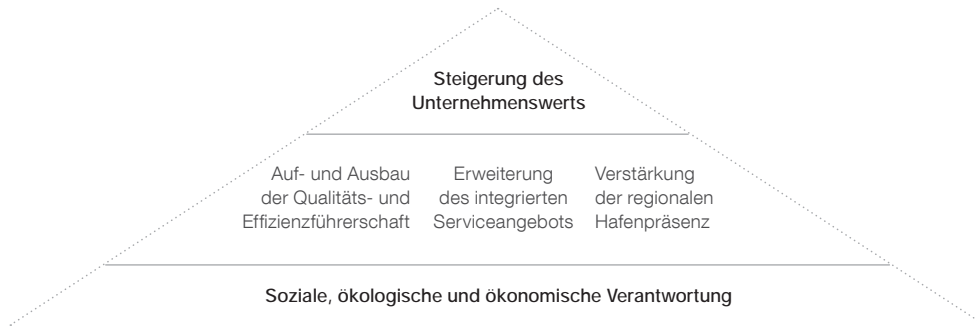 Steigerung des
Unternehmenswerts
Auf- und Ausbau
der Qualitäts- und
Effizienzführerschaft
Erweiterung
des integrierten
Serviceangebots
Verstärkung
der regionalen
Hafenpräsenz
Soziale, ökologische und ökonomische Verantwortung